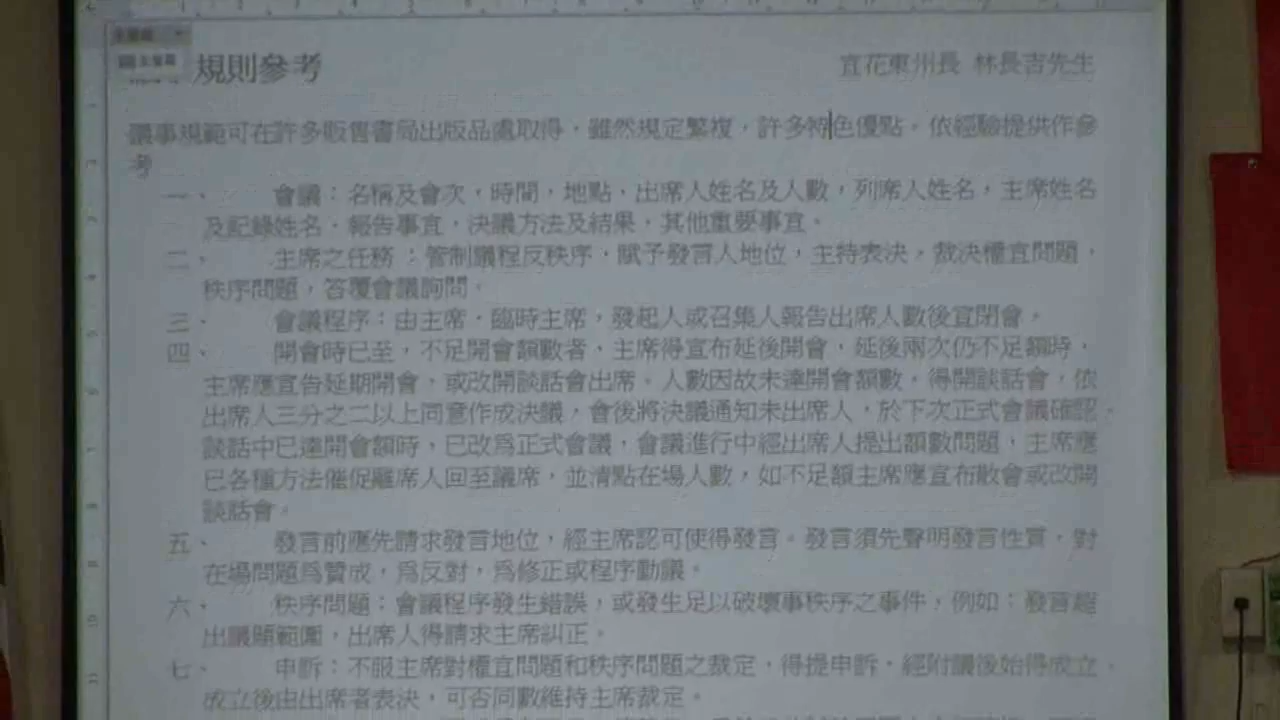 規則參考 宜花東州長 林長吉先生
議事規範可在許多販售書局出版品處取得，雖然規定繁複，許多特色優點。依經驗提供作參
考
一、 會議：名稱及會次，時間，地點，出席人姓名及人數，列席人姓名，主席姓名
及記錄姓名，報告事宜，決議方法及結果，其他重要事宜。
二、 主席之任務：管制議程反秩序，賦予發言人地位，主持表決，裁決權宜問題，
秩序問題，答覆會議詢問。
三、 會議程序：由主席，臨時主席，發起人或召集人報告出席人數後宜開會。
四、 開會時已至，不足開會額數者，主席得宣布延後開會，延後兩次仍不足額時，
主席應宣告延期開會，或改開談話會出席。人數因故未達開會額數，得開談話會，依
出席人三分之二以上同意作成決議，會後將決議通知未出席人，於下次正式會議確認。
談話中已達開會額時，已改為正式會議，會議進行中經出席人提出額數問題，主席應
已各種方法催促離席人回至議席，並清點在場人數，如不足額主席應宣布散會或改開
談話會。
五、 發言前應先請求發言地位，經主席認可使得發言。發言須先聲明發言性質，對
在場問題為贊成，為反對，為修正或程序動議。
六、 秩序問題：會議程序發生錯誤，或發生足以破壞事秩序之事件，例如：發言超
出議題範圍，出席人得請求主席糾正。
七、 申訴：不服主席對權宜問題和秩序問題之裁定，得提申訴，經附議後始得成立，
成立後由出席者表決，可否同數維持主席裁定。